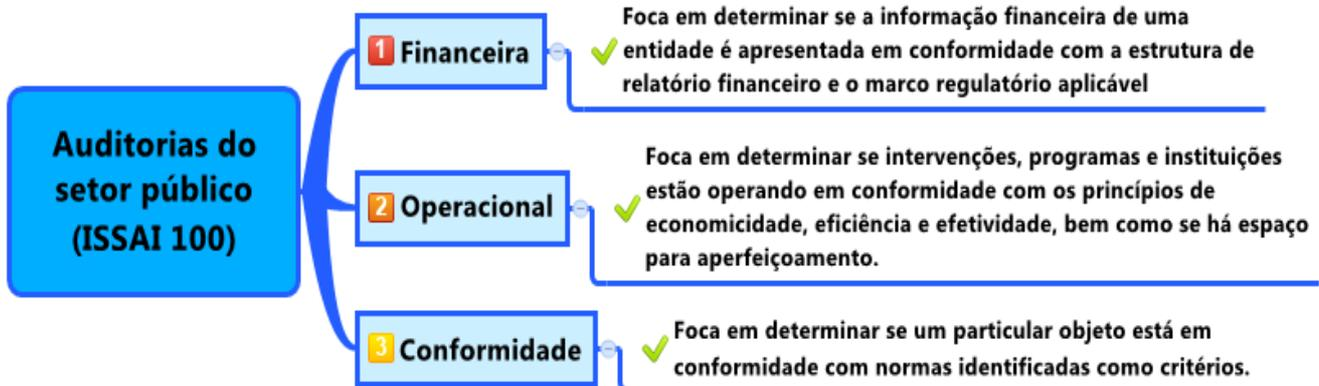 Auditorias do
setor público
(ISSAI 100)
1 Financeira
Foca em determinar se a informação financeira de uma
entidade é apresentada em conformidade com a estrutura de
relatório financeiro e o marco regulatório aplicável
2 Operacional
Foca em determinar se intervenções, programas e instituições
estão operando em conformidade com os princípios de
economicidade, eficiência e efetividade, bem como se há espaço
para aperfeiçoamento.
3 Conformidade
Foca em determinar se um particular objeto está em
conformidade com normas identificadas como critérios.